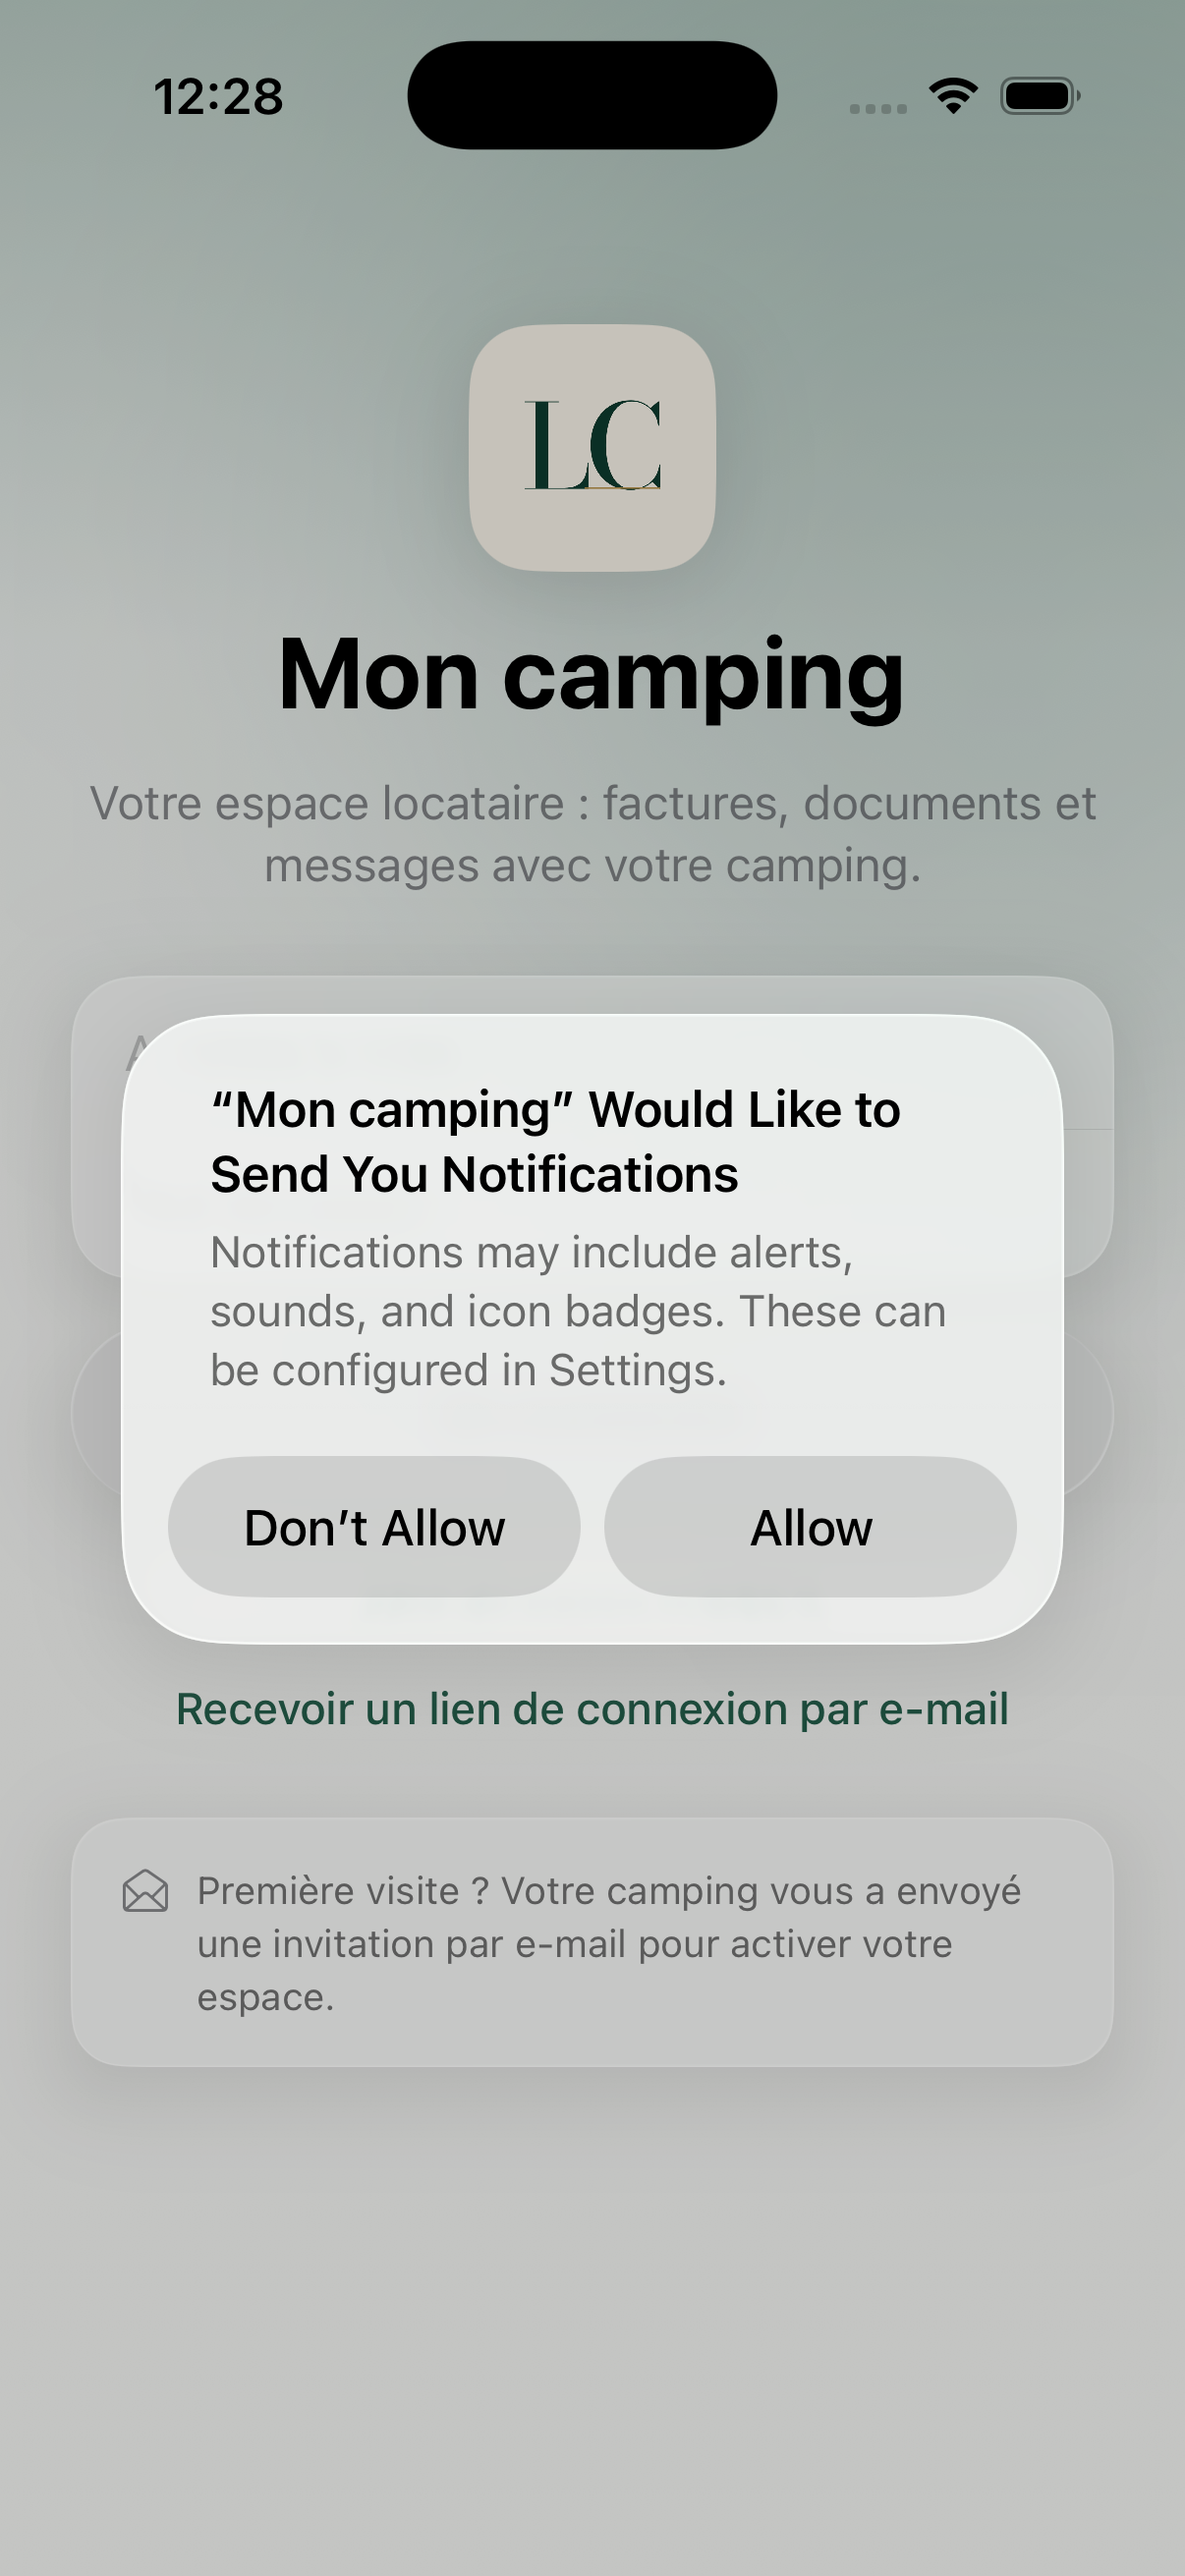 12:28
LC
Mon camping
Votre espace locataire : factures, documents et
messages avec votre camping.
“Mon camping” Would Like to
Send You Notifications
Notifications may include alerts,
sounds, and icon badges. These can
be configured in Settings.
Don’t Allow
Allow
Recevoir un lien de connexion par e-mail
Première visite ? Votre camping vous a envoyé
une invitation par e-mail pour activer votre
espace.